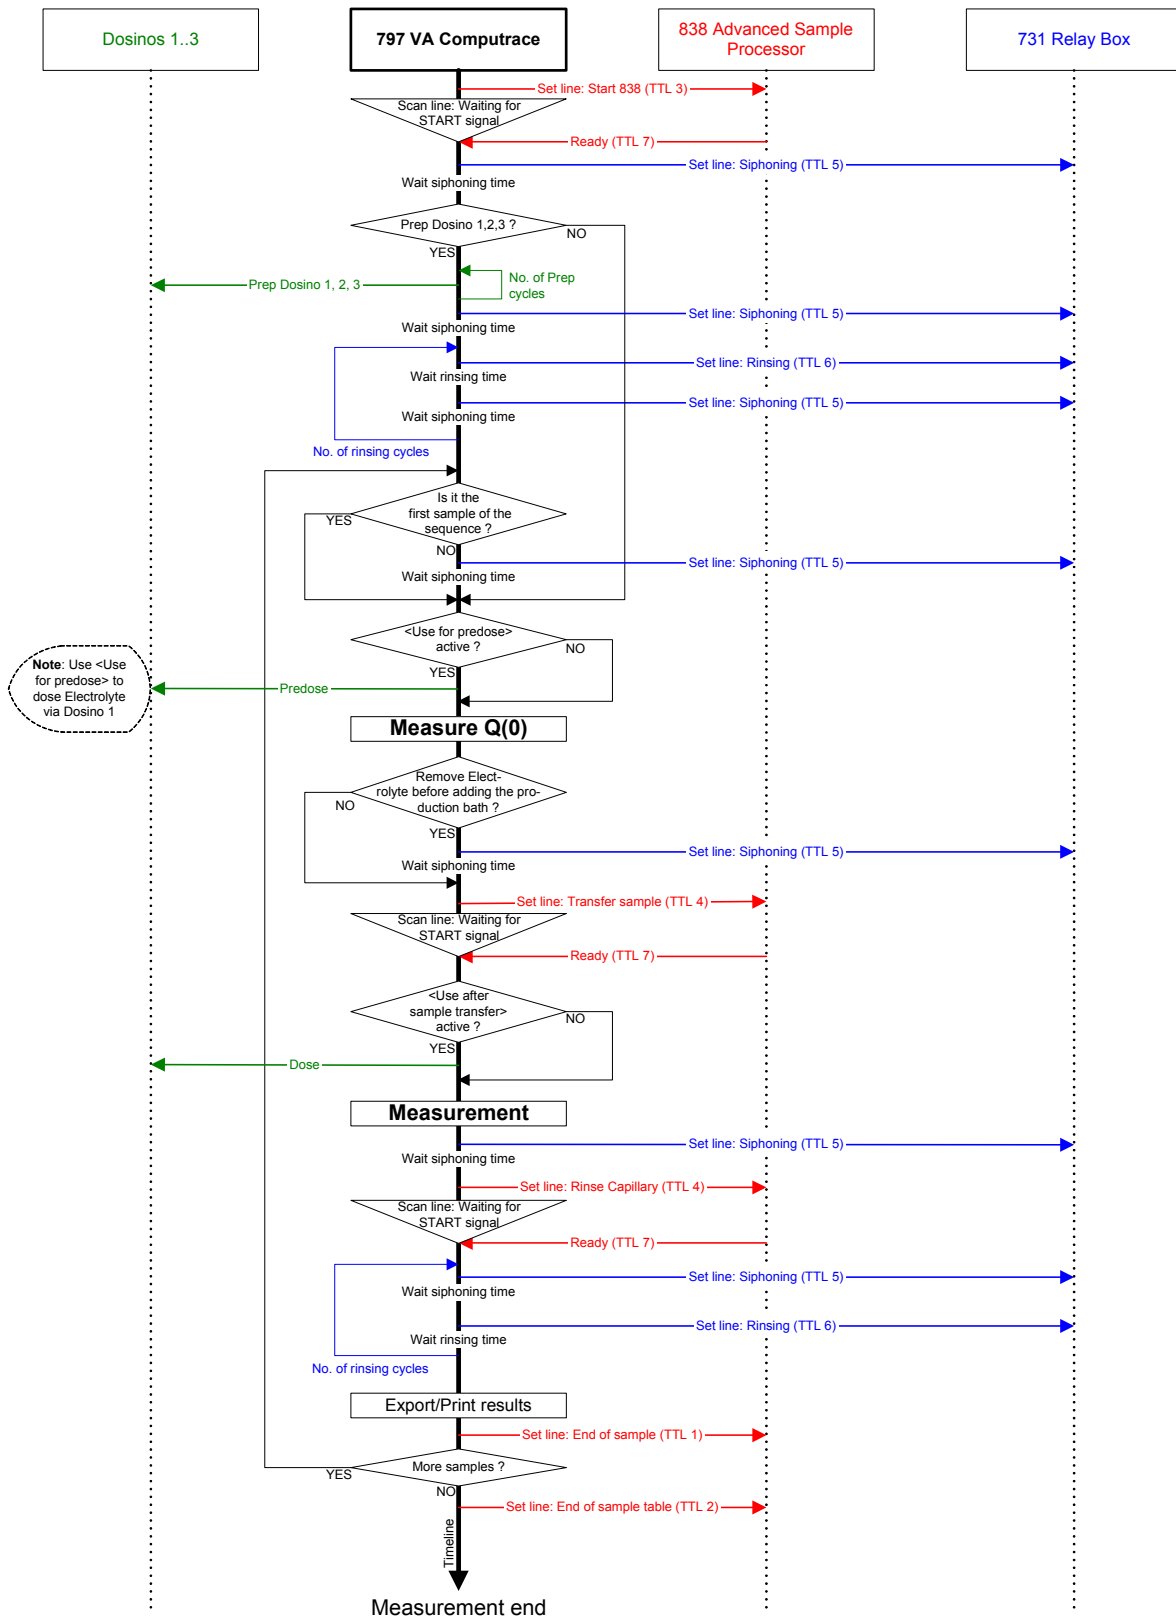 Dosinos 1..3
797 VA Computrace
838 Advanced Sample
Processor
731 Relay Box
Set line: Start 838 (TTL 3)
Scan line: Waiting for
START signal
Ready (TTL 7)
Set line: Siphoning (TTL 5)
Wait siphoning time
Prep Dosino 1,2,3 ?
NO
YES
No. of Prep
cycles
Prep Dosino 1, 2, 3
Set line: Siphoning (TTL 5)
Wait siphoning time
Set line: Rinsing (TTL 6)
Wait rinsing time
Set line: Siphoning (TTL 5)
Wait siphoning time
No. of rinsing cycles
Is it the
first sample of the
sequence ?
YES
NO
Set line: Siphoning (TTL 5)
Wait siphoning time
<Use for predose>
active ?
NO
YES
Note: Use <Use
for predose> to
dose Electrolyte
via Dosino 1
Predose
Measure Q(0)
Remove Elect-
rolyte before adding the pro-
duction bath ?
NO
YES
Set line: Siphoning (TTL 5)
Wait siphoning time
Set line: Transfer sample (TTL 4)
Scan line: Waiting for
START signal
Ready (TTL 7)
<Use after
sample transfer>
active ?
NO
YES
Dose
Measurement
Set line: Siphoning (TTL 5)
Wait siphoning time
Set line: Rinse Capillary (TTL 4)
Scan line: Waiting for
START signal
Ready (TTL 7)
Set line: Siphoning (TTL 5)
Wait siphoning time
Set line: Rinsing (TTL 6)
Wait rinsing time
No. of rinsing cycles
Export/Print results
Set line: End of sample (TTL 1)
More samples ?
YES
NO
Set line: End of sample table (TTL 2)
Timeline
Measurement end